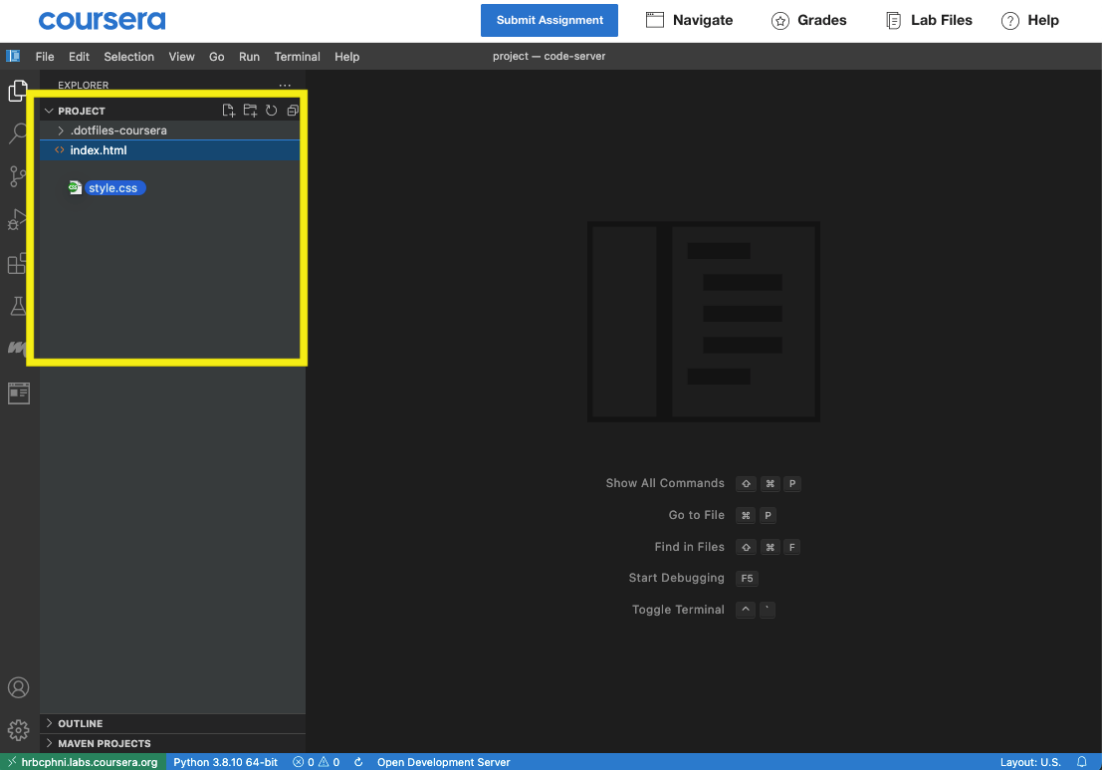 coursera
Submit Assignment
Navigate
Grades
Lab Files
? Help
File Edit Selection View Go Run Terminal Help
project — code-server
EXPLORER
...
PROJECT
.dotfiles-coursera
<> index.html
style.css
Show All Commands ⇧ ⌘ P
Go to File ⌘ P
Find in Files ⇧ ⌘ F
Start Debugging F5
Toggle Terminal ^ `
OUTLINE
MAVEN PROJECTS
hrbcphni.labs.coursera.org Python 3.8.10 64-bit 0 0 Open Development Server Layout: U.S.